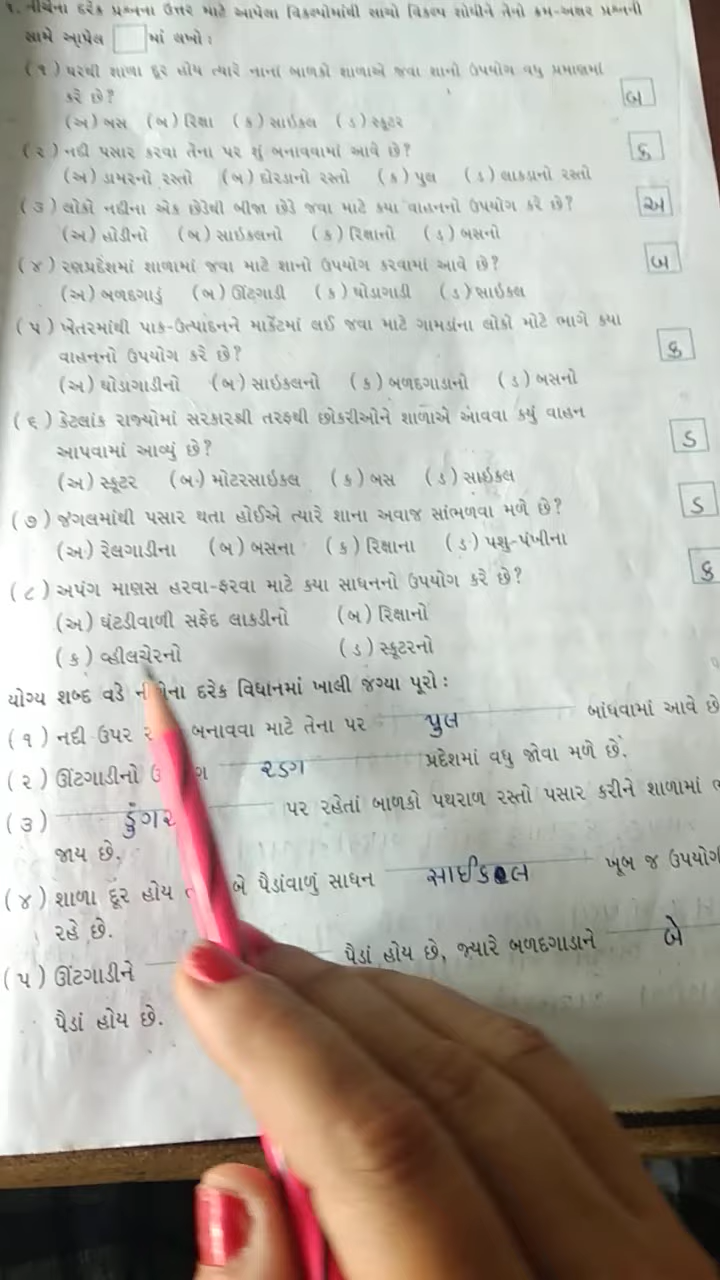 ૧. નીચેના દરેક પ્રશ્નના ઉત્તર માટે આપેલા વિકલ્પોમાંથી સાચો વિકલ્પ શોધીને તેનો ક્રમ-અક્ષર પ્રશ્નની
સામે આપેલ માં લખો :
(૧) ઘરથી શાળા દૂર હોય ત્યારે નાના બાળકો શાળાએ જવા શાનો ઉપયોગ વધુ પ્રમાણમાં
કરે છે? બ
(અ) બસ (બ) રિક્ષા (ક) સાઇકલ (ડ) સ્કૂટર
(૨) નદી પસાર કરવા તેના પર શું બનાવવામાં આવે છે? ક
(અ) ડામરનો રસ્તો (બ) દોરડાનો રસ્તો (ક) પુલ (ડ) લાકડાનો રસ્તો
(૩) લોકો નદીના એક છેડેથી બીજા છેડે જવા માટે કયા વાહનનો ઉપયોગ કરે છે? અ
(અ) હોડીનો (બ) સાઇકલનો (ક) રિક્ષાનો (ડ) બસનો
(૪) રણપ્રદેશમાં શાળામાં જવા માટે શાનો ઉપયોગ કરવામાં આવે છે? બ
(અ) બળદગાડું (બ) ઊંટગાડી (ક) ઘોડાગાડી (ડ) સાઇકલ
(૫) ખેતરમાંથી પાક-ઉત્પાદનને માર્કેટમાં લઈ જવા માટે ગામડાંના લોકો મોટે ભાગે કયા
વાહનનો ઉપયોગ કરે છે? ક
(અ) ઘોડાગાડીનો (બ) સાઇકલનો (ક) બળદગાડાનો (ડ) બસનો
(૬) કેટલાંક રાજ્યોમાં સરકારશ્રી તરફથી છોકરીઓને શાળાએ આવવા કયું વાહન
આપવામાં આવ્યું છે? ડ
(અ) સ્કૂટર (બ) મોટરસાઇકલ (ક) બસ (ડ) સાઇકલ
(૭) જંગલમાંથી પસાર થતા હોઈએ ત્યારે શાના અવાજ સાંભળવા મળે છે? ડ
(અ) રેલગાડીના (બ) બસના (ક) રિક્ષાના (ડ) પશુ-પંખીના
(૮) અપંગ માણસ હરવા-ફરવા માટે કયા સાધનનો ઉપયોગ કરે છે? ક
(અ) ઘંટડીવાળી સફેદ લાકડીનો (બ) રિક્ષાનો
(ક) વ્હીલચેરનો (ડ) સ્કૂટરનો
યોગ્ય શબ્દ વડે નીચેના દરેક વિધાનમાં ખાલી જગ્યા પૂરો :
(૧) નદી ઉપર બનાવવા માટે તેના પર પુલ બાંધવામાં આવે છે
(૨) ઊંટગાડીનો રણ પ્રદેશમાં વધુ જોવા મળે છે.
(૩) ડુંગર પર રહેતાં બાળકો પથરાળ રસ્તો પસાર કરીને શાળામાં
જાય છે.
(૪) શાળા દૂર હોય બે પૈડાંવાળું સાધન સાઈકલ ખૂબ જ ઉપયોગ
રહે છે.
(૫) ઊંટગાડીને પૈડાં હોય છે, જ્યારે બળદગાડાને બે
પૈડાં હોય છે.